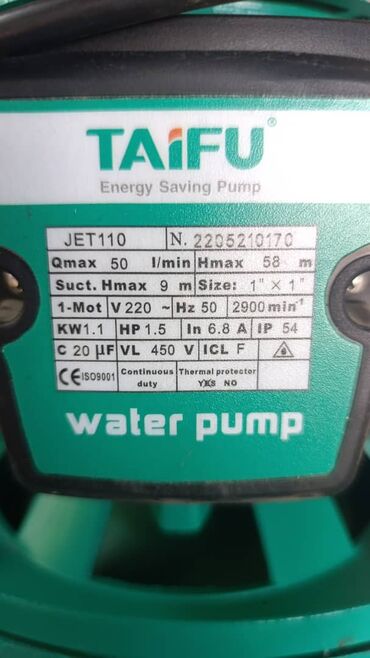 TAIFU®
Energy Saving Pump
JET110 N. 2205210170
Qmax 50 l/min Hmax 58 m
Suct. Hmax 9 m Size: 1" × 1"
1-Mot V 220 ~ Hz 50 2900 min⁻¹
KW 1.1 HP 1.5 In 6.8 A IP 54
C 20 µF VL 450 V ICL F
CE ISO9001 Continuous duty Thermal protector YES NO
water pump